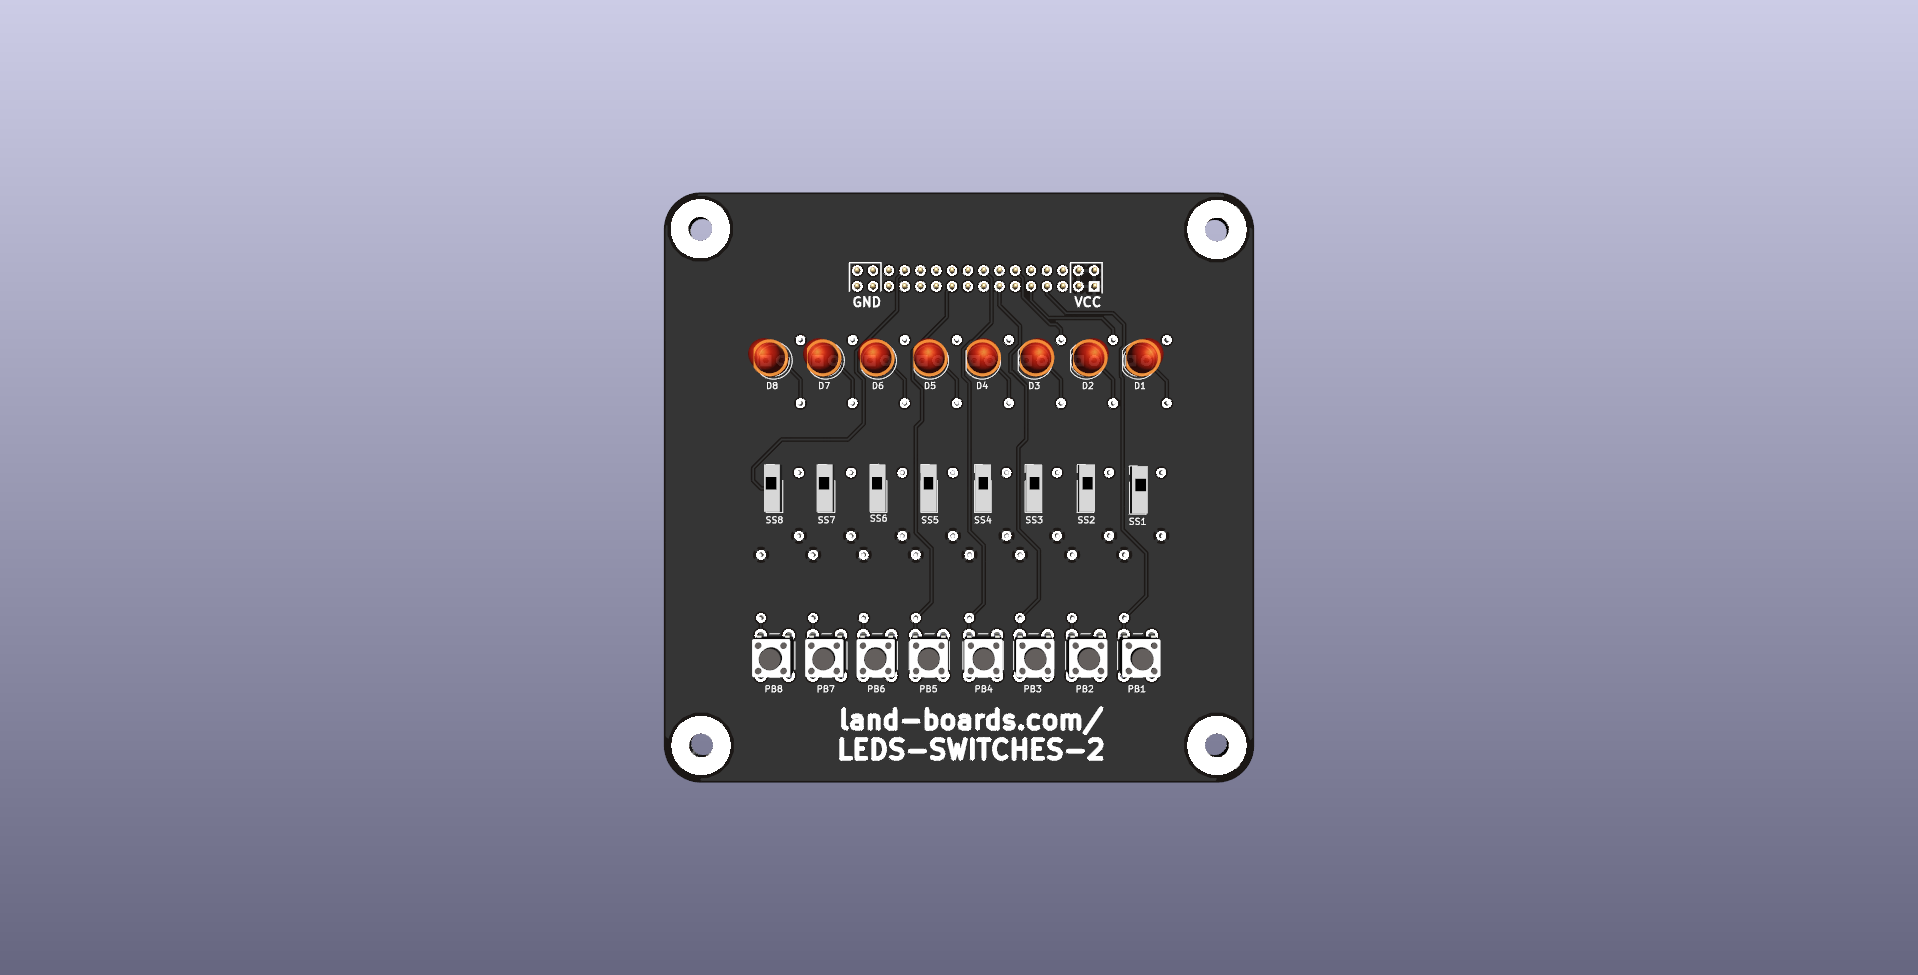 GND VCC
D8 D7 D6 D5 D4 D3 D2 D1
SS8 SS7 SS6 SS5 SS4 SS3 SS2 SS1
PB8 PB7 PB6 PB5 PB4 PB3 PB2 PB1
land-boards.com/
LEDS-SWITCHES-2